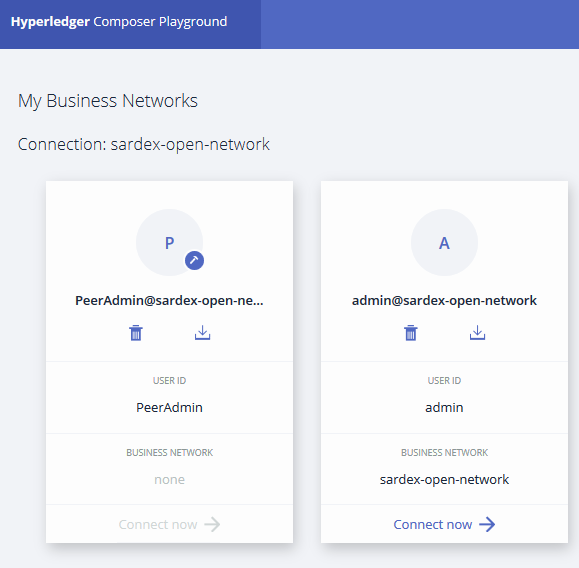 Hyperledger Composer Playground
My Business Networks
Connection: sardex-open-network
P
PeerAdmin@sardex-open-ne...
USER ID
PeerAdmin
BUSINESS NETWORK
none
Connect now
A
admin@sardex-open-network
USER ID
admin
BUSINESS NETWORK
sardex-open-network
Connect now